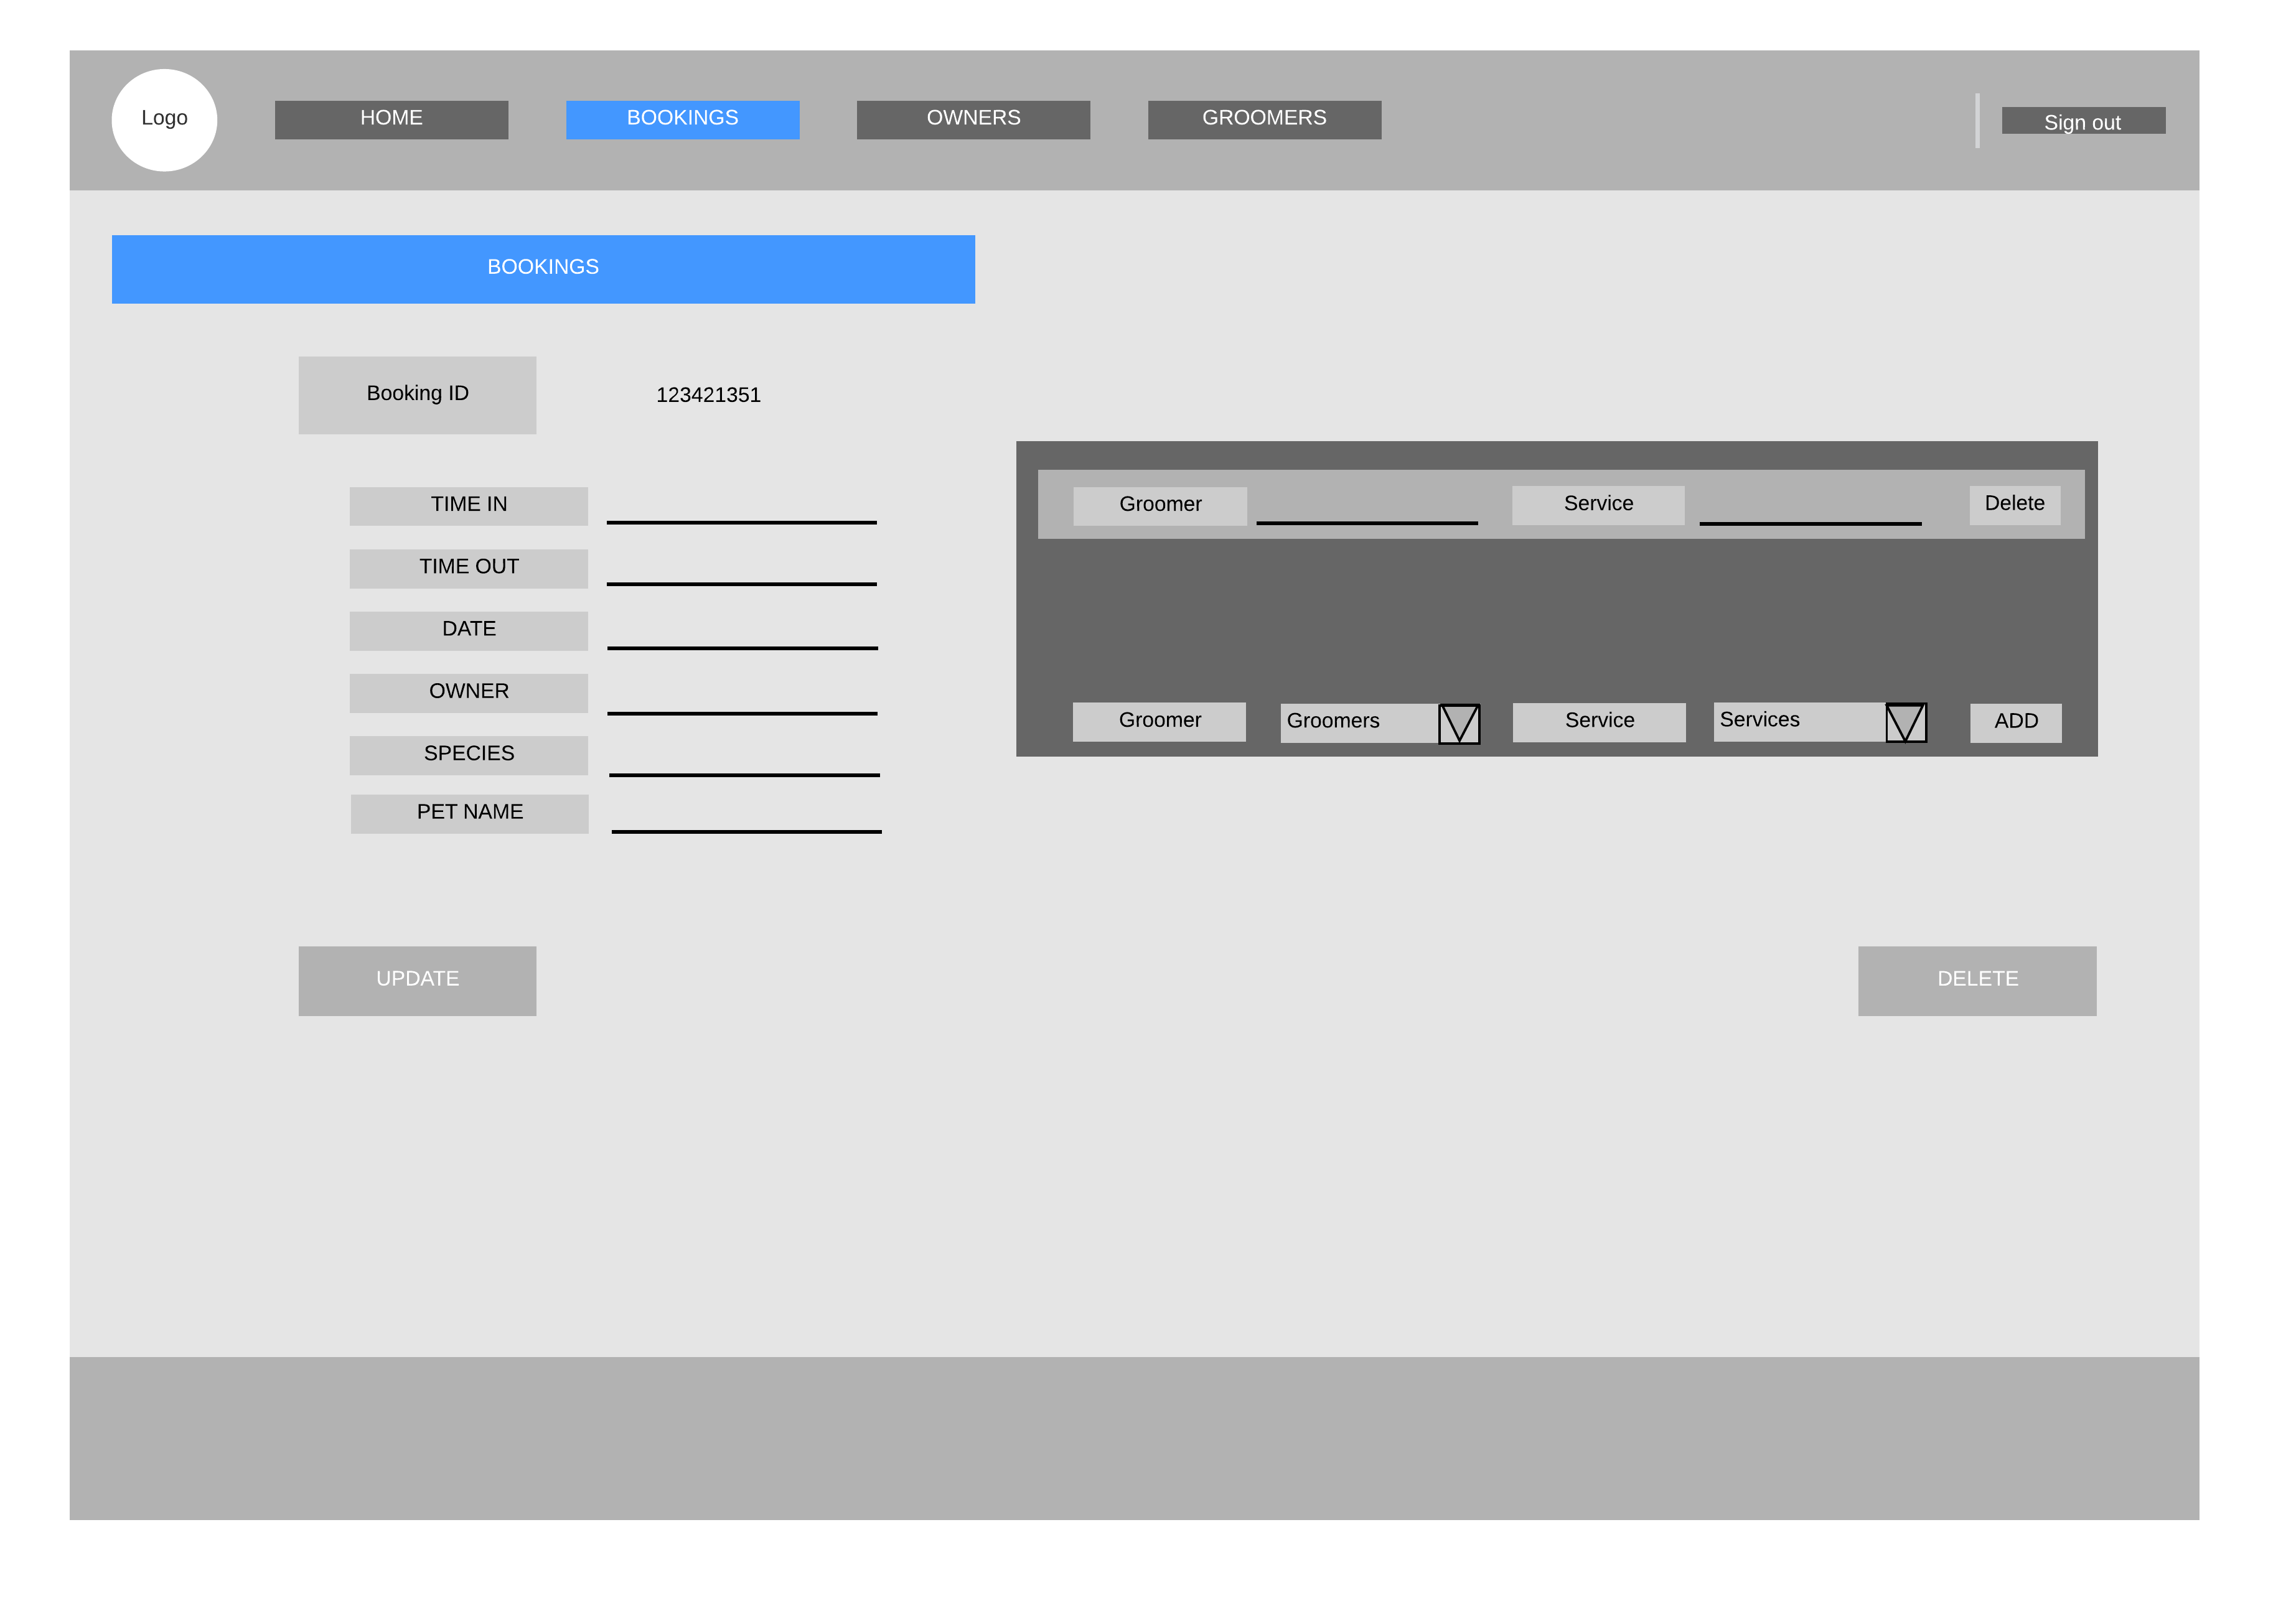 Logo
HOME
BOOKINGS
OWNERS
GROOMERS
Sign out
BOOKINGS
Booking ID
123421351
TIME IN
TIME OUT
DATE
OWNER
SPECIES
PET NAME
Groomer
Service
Delete
Groomer
Groomers
Service
Services
ADD
UPDATE
DELETE